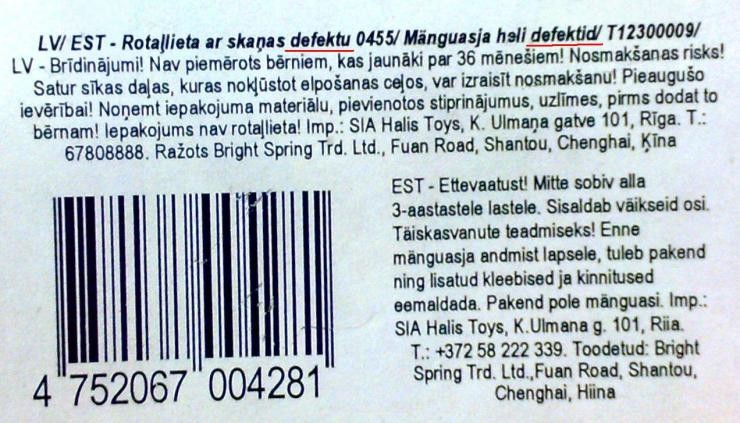 LV/ EST - Rotaļlieta ar skaņas defektu 0455/ Mänguasja heli defektid/ T12300009/
LV - Brīdinājumi! Nav piemērots bērniem, kas jaunāki par 36 mēnešiem! Nosmakšanas risks!
Satur sīkas daļas, kuras nokļūstot elpošanas ceļos, var izraisīt nosmakšanu! Pieaugušo
ievērībai! Noņemt iepakojuma materiālu, pievienotos stiprinājumus, uzlīmes, pirms dodat to
bērnam! Iepakojums nav rotaļlieta! Imp.: SIA Halis Toys, K. Ulmaņa gatve 101, Rīga. T.:
67808888. Ražots Bright Spring Trd. Ltd., Fuan Road, Shantou, Chenghai, Ķīna
EST - Ettevaatust! Mitte sobiv alla
3-aastastele lastele. Sisaldab väikseid osi.
Täiskasvanute teadmiseks! Enne
mänguasja andmist lapsele, tuleb pakend
ning lisatud kleebised ja kinnitused
eemaldada. Pakend pole mänguasi. Imp.:
SIA Halis Toys, K.Ulmana g. 101, Riia.
T.: +372 58 222 339. Toodetud: Bright
Spring Trd. Ltd.,Fuan Road, Shantou,
Chenghai, Hiina
4 752067 004281